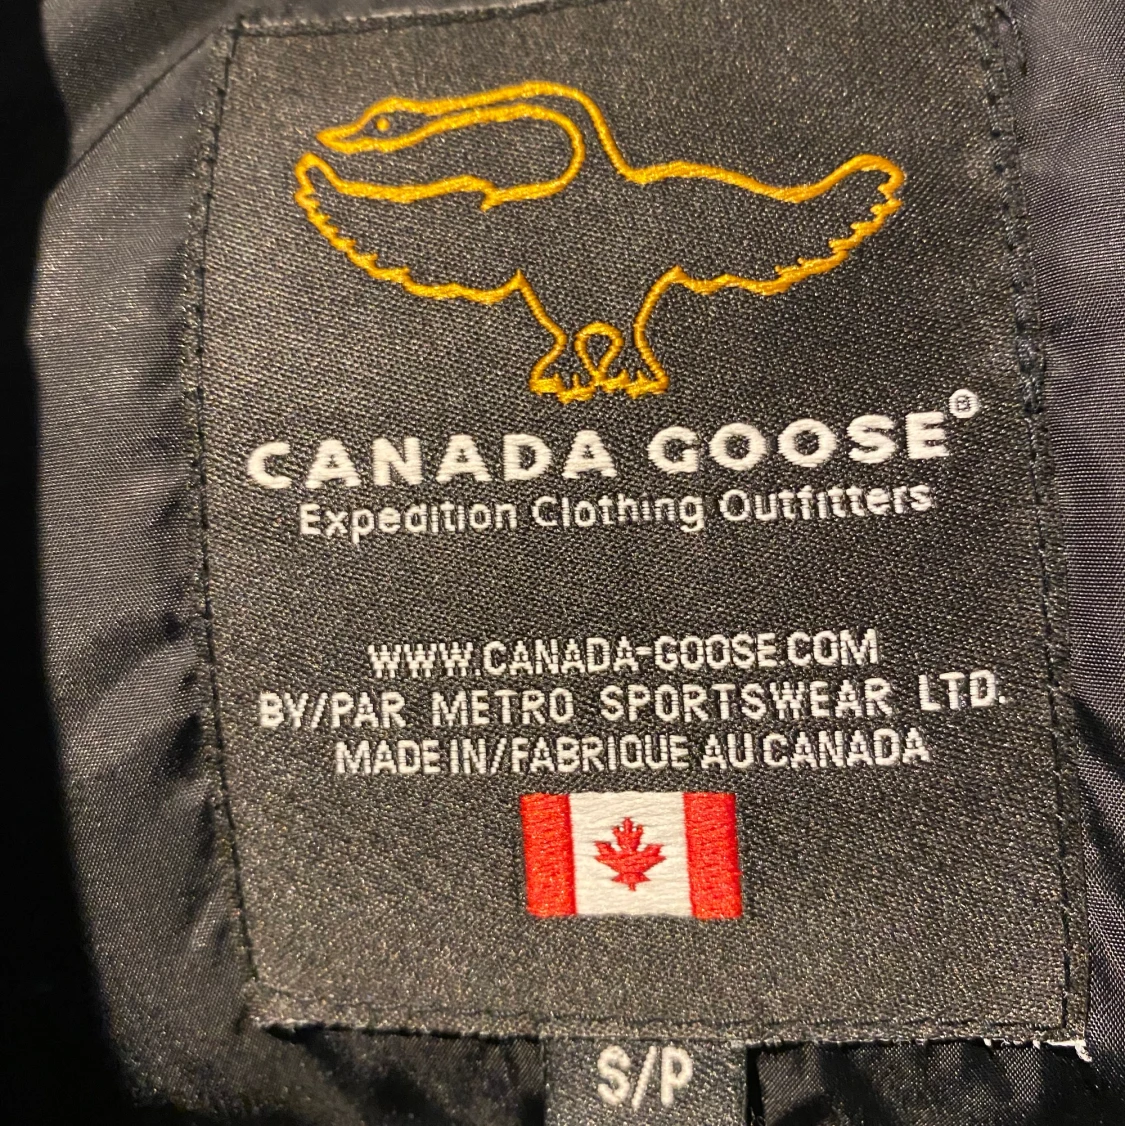 CANADA GOOSE®
Expedition Clothing Outfitters
WWW.CANADA-GOOSE.COM
BY/PAR METRO SPORTSWEAR LTD.
MADE IN/FABRIQUE AU CANADA
S/P